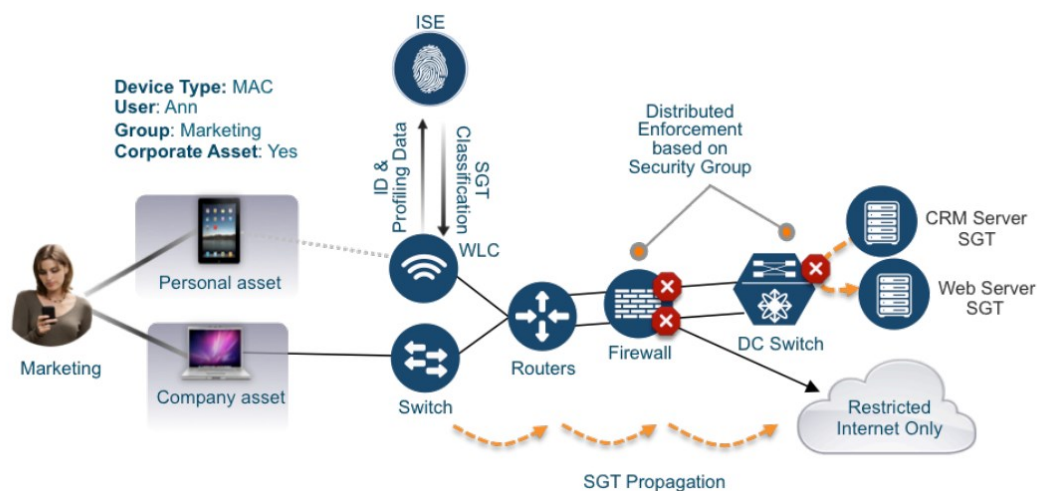 ISE
Device Type: MAC
User: Ann
Group: Marketing
Corporate Asset: Yes
ID &
Profiling Data
SGT
Classification
Distributed
Enforcement
based on
Security Group
WLC
CRM Server
SGT
Personal asset
Web Server
SGT
Marketing
Company asset
Switch
Routers
Firewall
DC Switch
Restricted
Internet Only
SGT Propagation